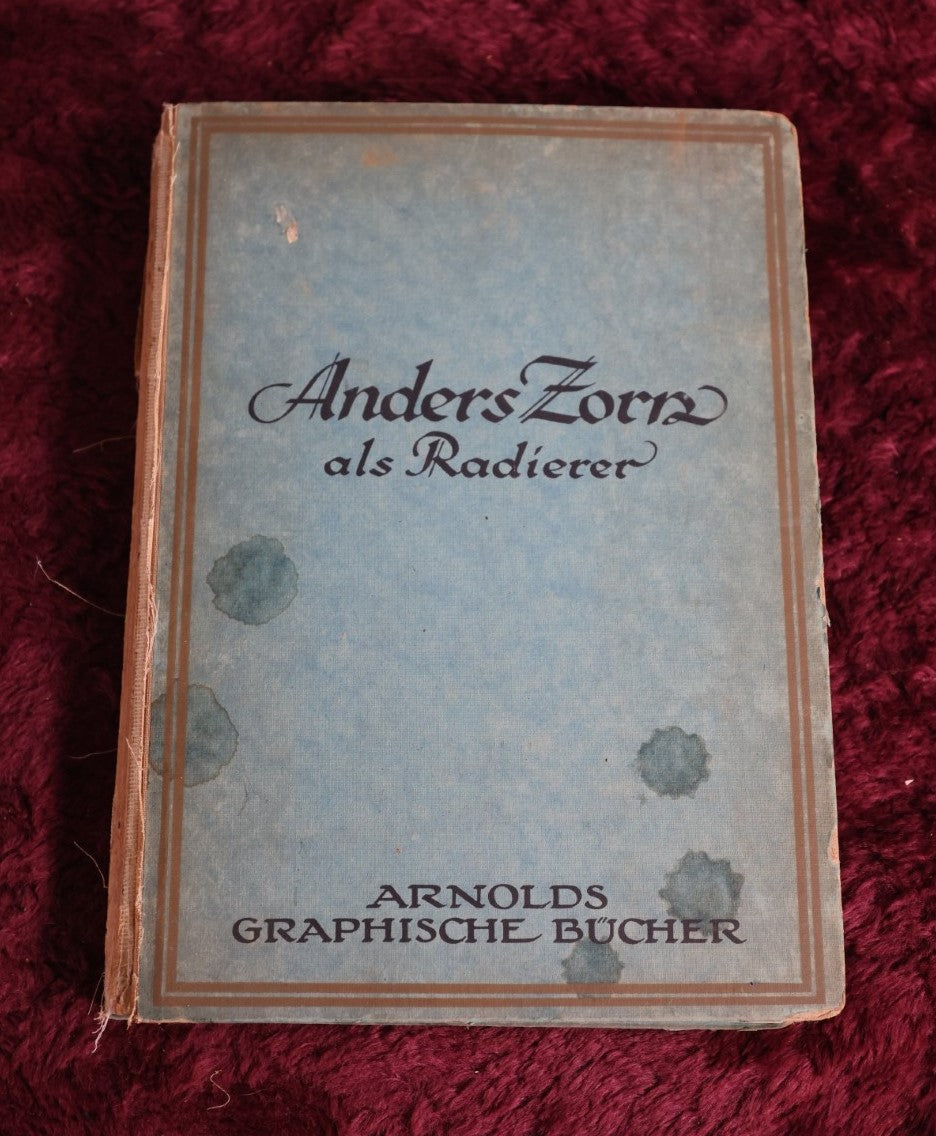 Anders Zorn
als Radierer
ARNOLDS
GRAPHISCHE BÜCHER